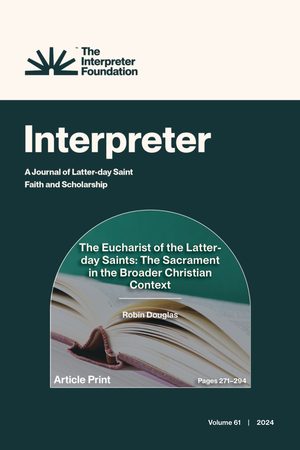 The
Interpreter
Foundation
Interpreter
A Journal of Latter-day Saint
Faith and Scholarship
The Eucharist of the Latter-
day Saints: The Sacrament
in the Broader Christian
Context
Robin Douglas
Article Print
Pages 271–294
Volume 61 | 2024